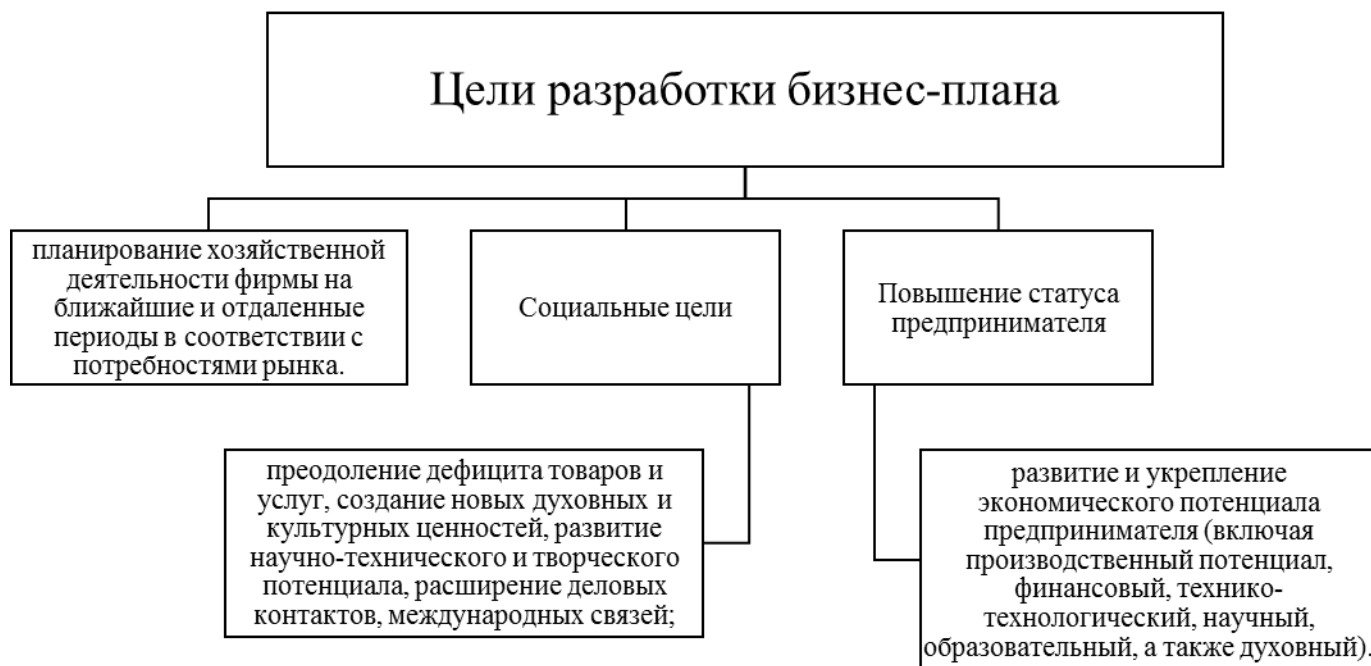 Цели разработки бизнес-плана
планирование хозяйственной
деятельности фирмы на
ближайшие и отдаленные
периоды в соответствии с
потребностями рынка.
Социальные цели
Повышение статуса
предпринимателя
преодоление дефицита товаров и
услуг, создание новых духовных и
культурных ценностей, развитие
научно-технического и творческого
потенциала, расширение деловых
контактов, международных связей;
развитие и укрепление
экономического потенциала
предпринимателя (включая
производственный потенциал,
финансовый, технико-
технологический, научный,
образовательный, а также духовный).